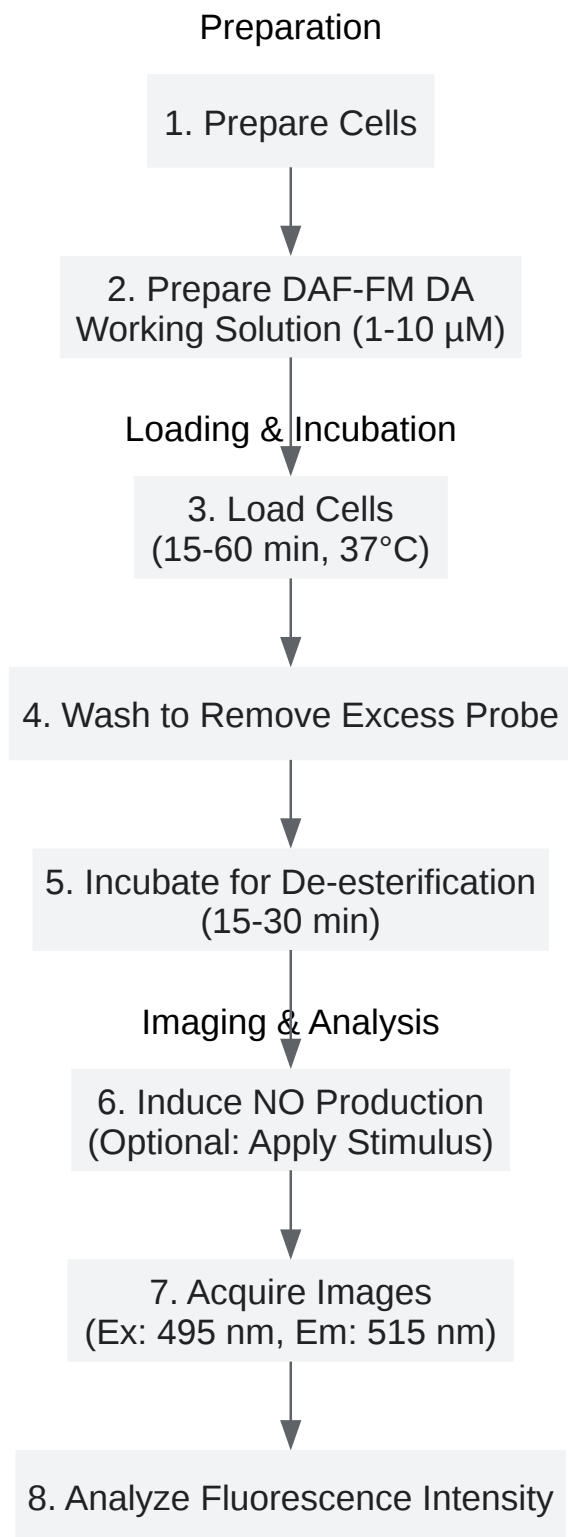 Preparation
1. Prepare Cells
2. Prepare DAF-FM DA
Working Solution (1-10 µM)
Loading & Incubation
3. Load Cells
(15-60 min, 37°C)
4. Wash to Remove Excess Probe
5. Incubate for De-esterification
(15-30 min)
Imaging & Analysis
6. Induce NO Production
(Optional: Apply Stimulus)
7. Acquire Images
(Ex: 495 nm, Em: 515 nm)
8. Analyze Fluorescence Intensity